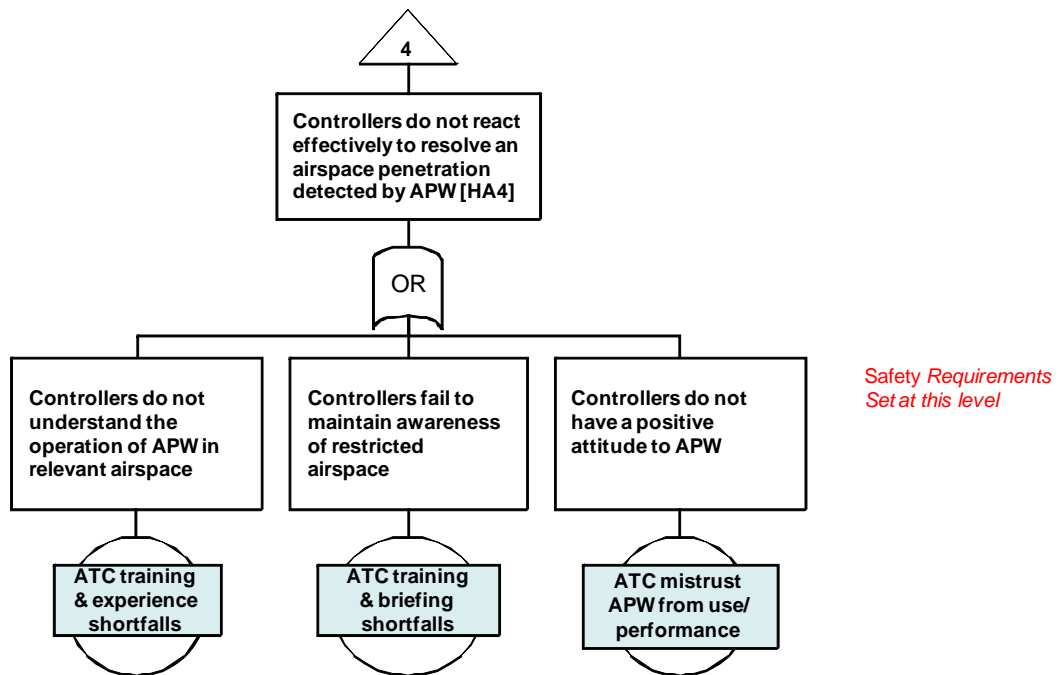 4
Controllers do not react
effectively to resolve an
airspace penetration
detected by APW [HA4]
OR
Controllers do not
understand the
operation of APW in
relevant airspace
Controllers fail to
maintain awareness
of restricted
airspace
Controllers do not
have a positive
attitude to APW
Safety Requirements
Set at this level
ATC training
& experience
shortfalls
ATC training
& briefing
shortfalls
ATC mistrust
APW from use/
performance